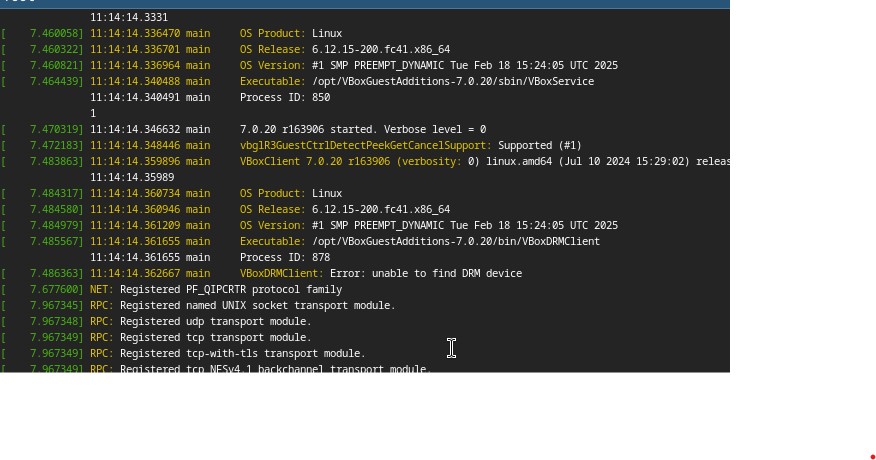 11:14:14.3331
[    7.460058] 11:14:14.336470 main     OS Product: Linux
[    7.460322] 11:14:14.336701 main     OS Release: 6.12.15-200.fc41.x86_64
[    7.460821] 11:14:14.336964 main     OS Version: #1 SMP PREEMPT_DYNAMIC Tue Feb 18 15:24:05 UTC 2025
[    7.464439] 11:14:14.340488 main     Executable: /opt/VBoxGuestAdditions-7.0.20/sbin/VBoxService
11:14:14.340491 main     Process ID: 850
1
[    7.470319] 11:14:14.346632 main     7.0.20 r163906 started. Verbose level = 0
[    7.472183] 11:14:14.348446 main     vbglR3GuestCtrlDetectPeekGetCancelSupport: Supported (#1)
[    7.483863] 11:14:14.359896 main     VBoxClient 7.0.20 r163906 (verbosity: 0) linux.amd64 (Jul 10 2024 15:29:02) releas
11:14:14.35989
[    7.484317] 11:14:14.360734 main     OS Product: Linux
[    7.484580] 11:14:14.360946 main     OS Release: 6.12.15-200.fc41.x86_64
[    7.484979] 11:14:14.361209 main     OS Version: #1 SMP PREEMPT_DYNAMIC Tue Feb 18 15:24:05 UTC 2025
[    7.485567] 11:14:14.361655 main     Executable: /opt/VBoxGuestAdditions-7.0.20/bin/VBoxDRMClient
11:14:14.361655 main     Process ID: 878
[    7.486363] 11:14:14.362667 main     VBoxDRMClient: Error: unable to find DRM device
[    7.677600] NET: Registered PF_QIPCRTR protocol family
[    7.967345] RPC: Registered named UNIX socket transport module.
[    7.967348] RPC: Registered udp transport module.
[    7.967349] RPC: Registered tcp transport module.
[    7.967349] RPC: Registered tcp-with-tls transport module.
[    7.967349] RPC: Registered tcp NFSv4.1 backchannel transport module.